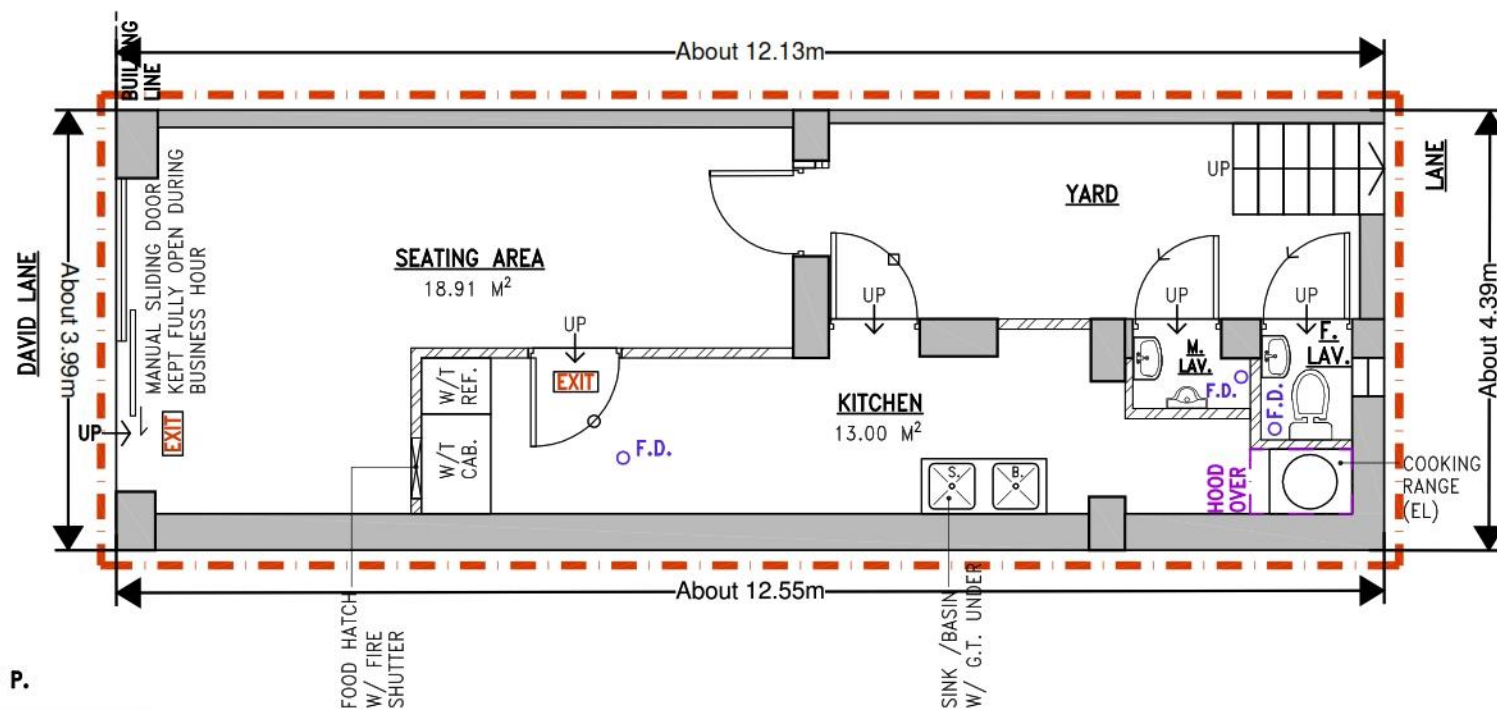 About 12.13m
BUILDING
LINE
DAVID LANE
About 3.99m
MANUAL SLIDING DOOR
KEPT FULLY OPEN DURING
BUSINESS HOUR
UP
EXIT
SEATING AREA
18.91 M²
UP
EXIT
W/T
REF.
W/T
CAB.
F.D.
YARD
UP
LANE
UP
UP
UP
M.
LAV.
F.D.
F.
LAV.
F.D.
KITCHEN
13.00 M²
S.
B.
HOOD
OVER
COOKING
RANGE
(EL)
About 4.39m
About 12.55m
FOOD HATCH
W/ FIRE
SHUTTER
SINK /BASIN
W/ G.T. UNDER
P.